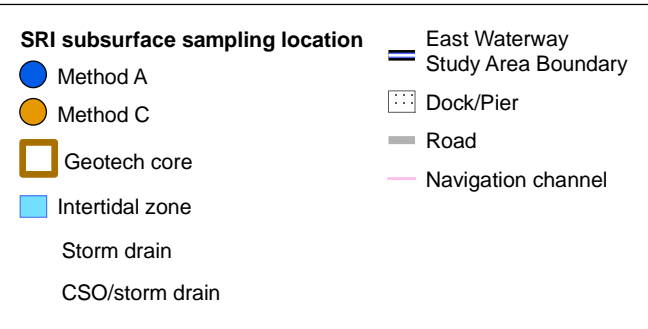 SRI subsurface sampling location
Method A
Method C
Geotech core
Intertidal zone
Storm drain
CSO/storm drain
East Waterway
Study Area Boundary
Dock/Pier
Road
Navigation channel